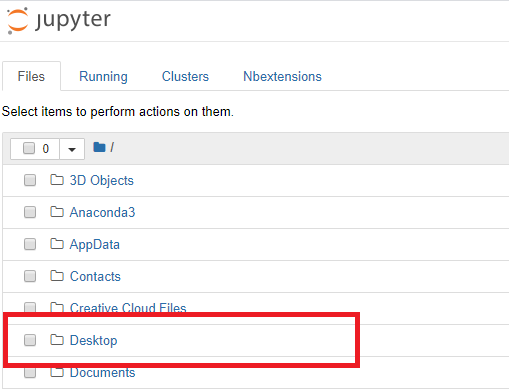 jupyter
Files Running Clusters Nbextensions
Select items to perform actions on them.
0 /
3D Objects
Anaconda3
AppData
Contacts
Creative Cloud Files
Desktop
Documents